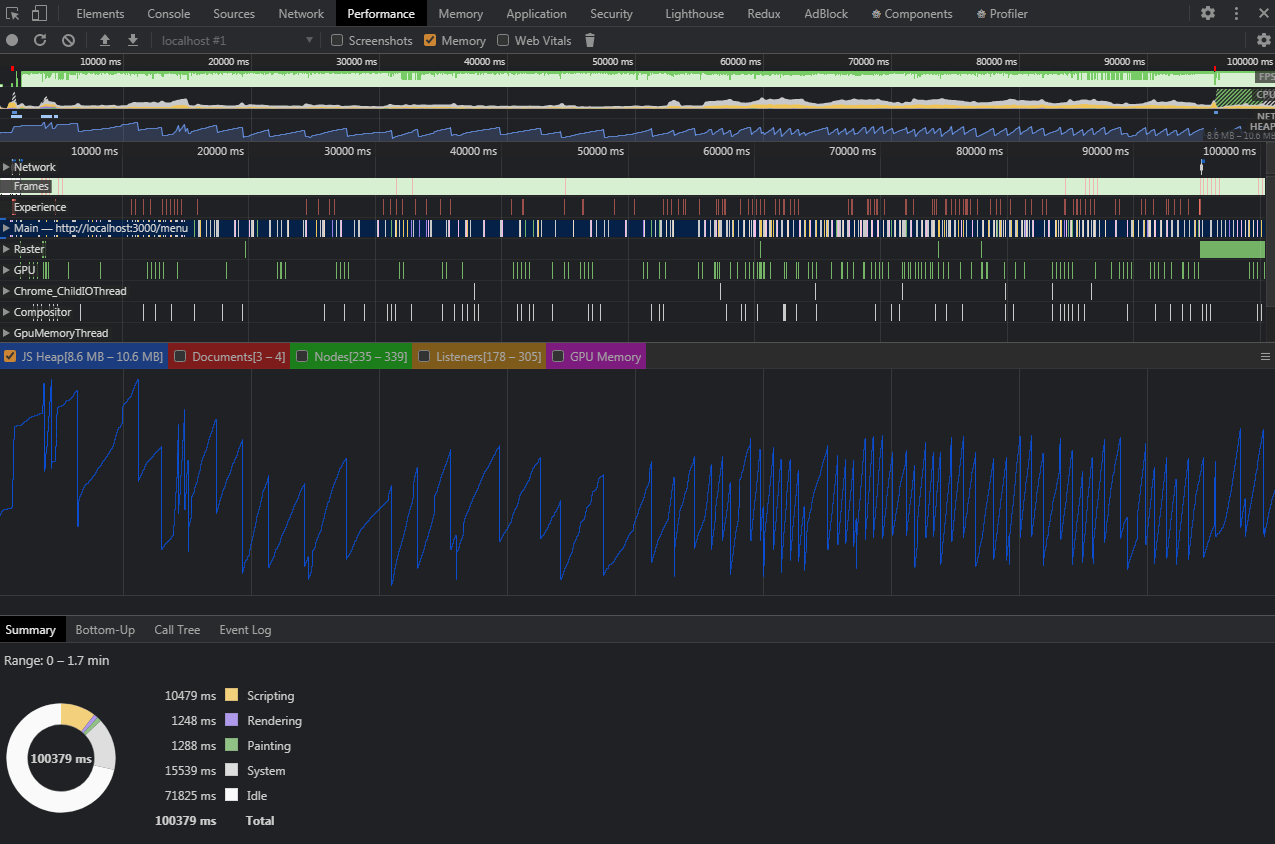 Elements Console Sources Network Performance Memory Application Security Lighthouse Redux AdBlock Components Profiler
localhost #1 Screenshots Memory Web Vitals
10000 ms 20000 ms 30000 ms 40000 ms 50000 ms 60000 ms 70000 ms 80000 ms 90000 ms 100000 ms
FPS
CPU
NET
HEAP
8.6 MB – 10.6 MB
10000 ms 20000 ms 30000 ms 40000 ms 50000 ms 60000 ms 70000 ms 80000 ms 90000 ms 100000 ms
Network
Frames
Experience
Main — http://localhost:3000/menu
Raster
GPU
Chrome_ChildIOThread
Compositor
GpuMemoryThread
JS Heap[8.6 MB – 10.6 MB] Documents[3 – 4] Nodes[235 – 339] Listeners[178 – 305] GPU Memory
Summary Bottom-Up Call Tree Event Log
Range: 0 – 1.7 min
10479 ms Scripting
1248 ms Rendering
1288 ms Painting
100379 ms
15539 ms System
71825 ms Idle
100379 ms Total